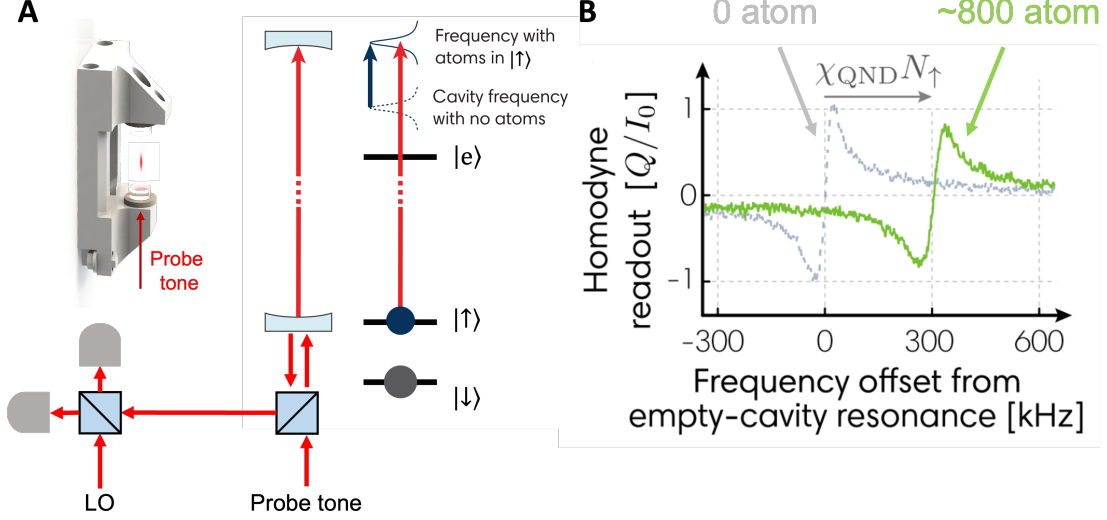 A
Probe
tone
LO
Probe tone
Frequency with
atoms in |↑⟩
Cavity frequency
with no atoms
|e⟩
|↑⟩
|↓⟩
B
0 atom
~800 atom
χQND N↑
Homodyne
readout [Q/I0]
1
0
−1
-300
0
300
600
Frequency offset from
empty-cavity resonance [kHz]